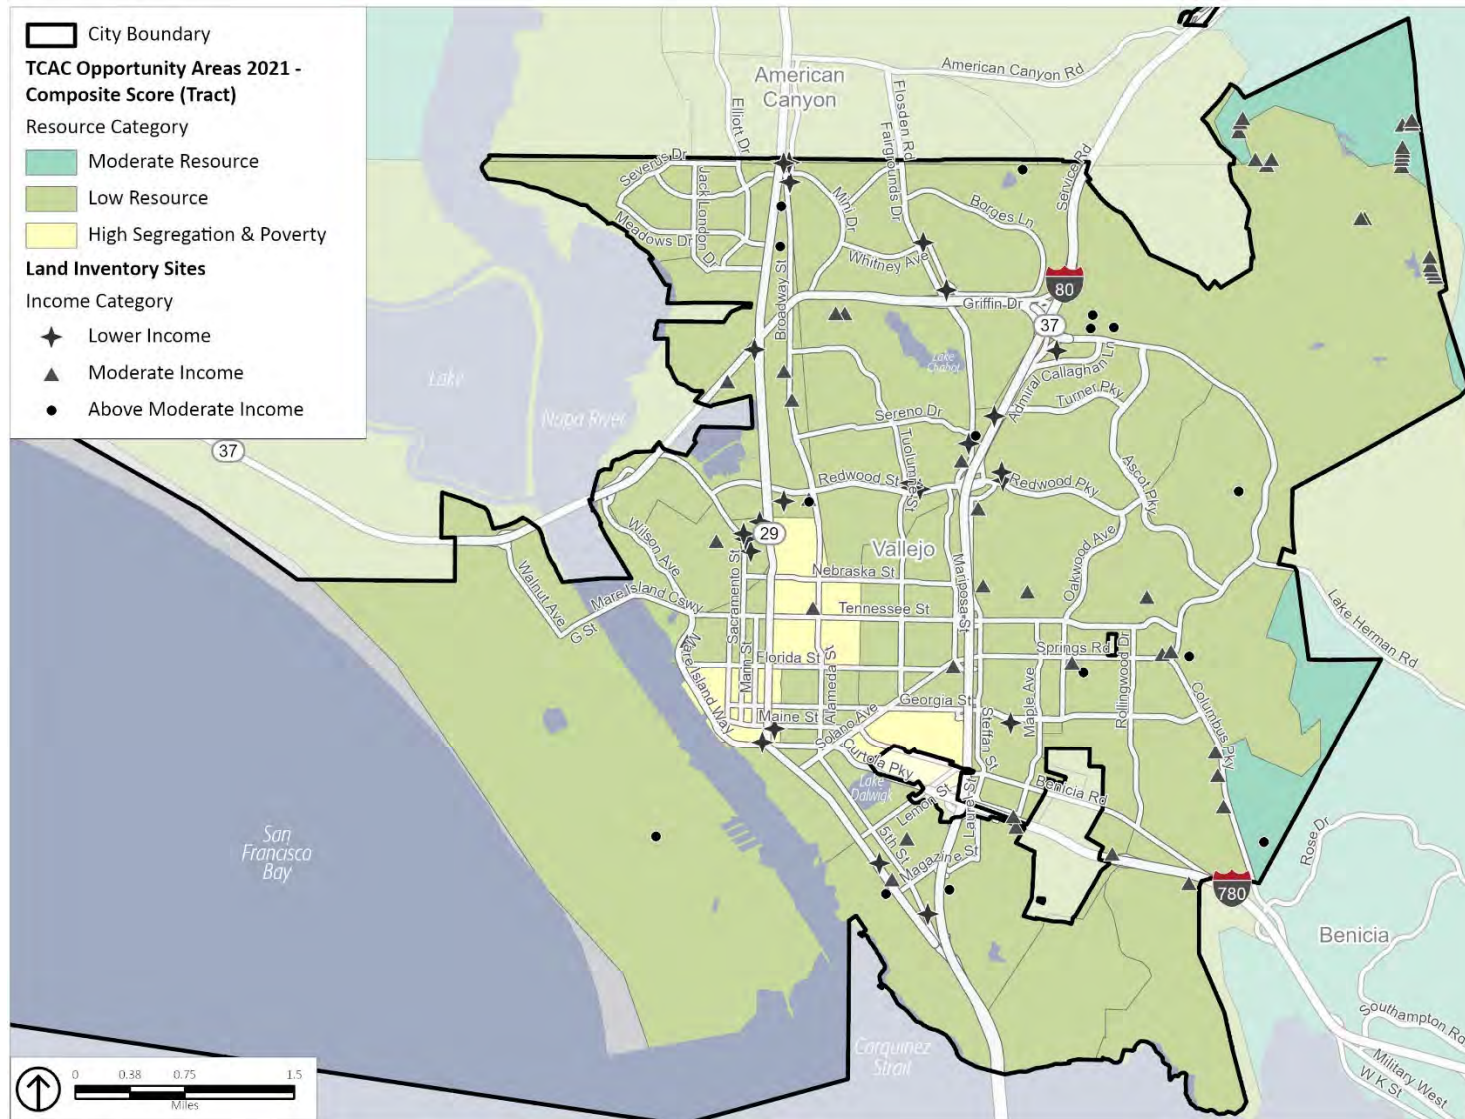 City Boundary
TCAC Opportunity Areas 2021 -
Composite Score (Tract)
Resource Category
Moderate Resource
Low Resource
High Segregation & Poverty
Land Inventory Sites
Income Category
Lower Income
Moderate Income
Above Moderate Income
American
Canyon
American Canyon Rd
Elliott Dr
Flosden Rd
Fairgrounds Dr
Service Rd
Severus Dr
Jack London Dr
Meadows Dr
Mini Dr
Borges Ln
Whitney Ave
Broadway St
Griffin Dr
80
37
Lake
Napa River
Lake
Chabot
Admiral Callaghan Ln
Turner Pky
Sereno Dr
Tuolumne St
37
Redwood St
Redwood Pky
Ascot Pky
Wilson Ave
29
Vallejo
Oakwood Ave
Walnut Ave
G St
Mare Island Cswy
Sacramento St
Nebraska St
Mariposa St
Tennessee St
Lake Herman Rd
Marin St
Springs Rd
Rollingwood Dr
Mare Island Way
Florida St
Alameda St
Georgia St
Maple Ave
Columbus Pky
Maine St
Solano Ave
Steffan St
Curtola Pky
Lake
Dalwigk
Lemon St
Laurel St
Benicia Rd
San
Francisco
Bay
5th St
Magazine St
Rose Dr
780
Benicia
Southampton Rd
Carquinez
Strait
Military West
W K St
0 0.38 0.75 1.5
Miles